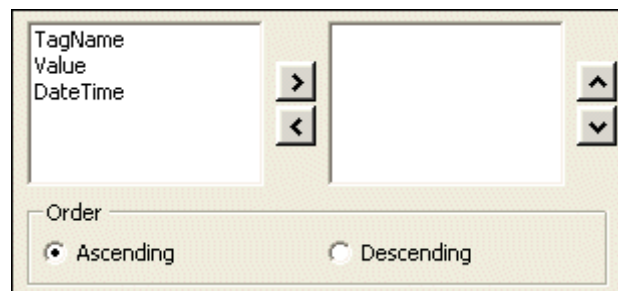 TagName
Value
DateTime
Order
Ascending
Descending